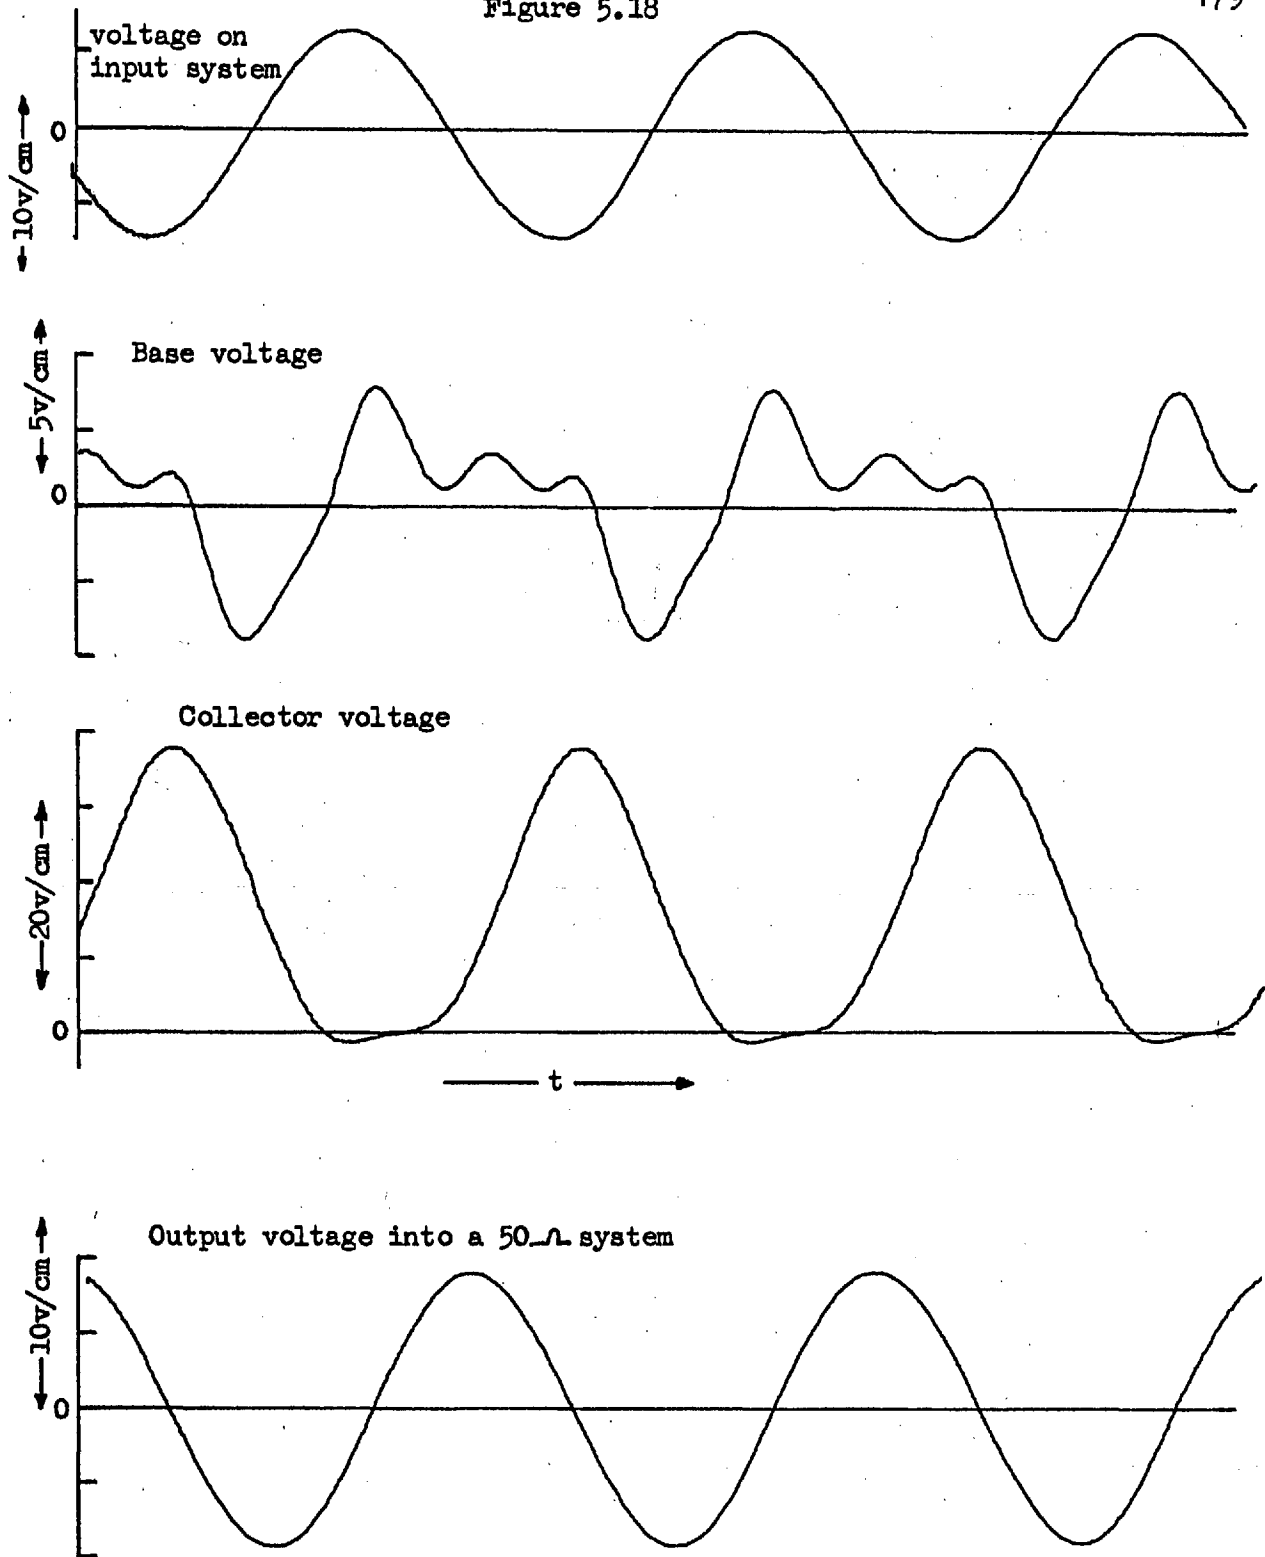 Figure 5.18
voltage on
input system
←10v/cm→
0
Base voltage
←5v/cm→
0
Collector voltage
←20v/cm→
0
t
Output voltage into a 50Ω system
←10v/cm→
0